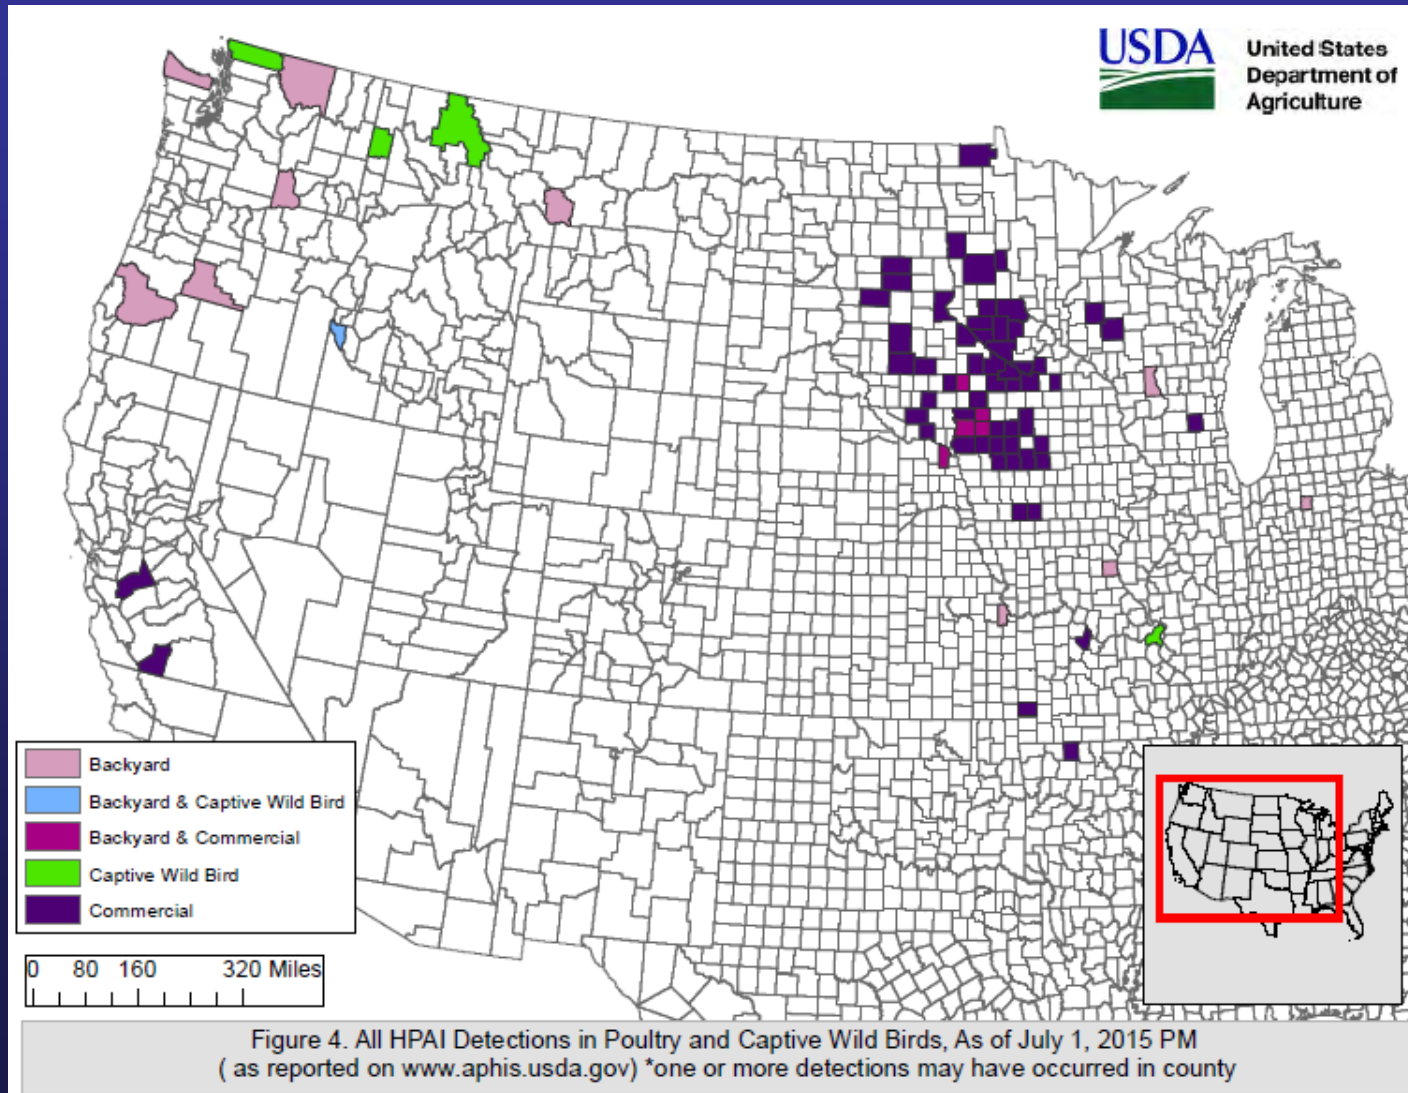 USDA
United States
Department of
Agriculture
Backyard
Backyard & Captive Wild Bird
Backyard & Commercial
Captive Wild Bird
Commercial
0 80 160 320 Miles
Figure 4. All HPAI Detections in Poultry and Captive Wild Birds, As of July 1, 2015 PM
( as reported on www.aphis.usda.gov) *one or more detections may have occurred in county